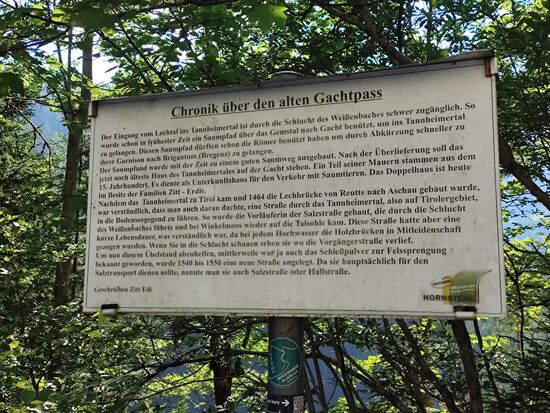 Chronik über den alten Gachtpass
Der Eingang vom Lechtal ins Tannheimertal ist durch die Schlucht des Weißenbaches schwer zugänglich. So
wurde schon in frühester Zeit ein Saumpfad über das Gemstal nach Gacht benützt, um ins Tannheimertal
zu gelangen. Diesen Saumpfad dürften schon die Römer benützt haben um durch Abkürzung schneller zu
ihrer Garnison nach Brigantum (Bregenz) zu gelangen.
Der Saumpfand wurde mit der Zeit zu einem guten Saumweg ausgebaut. Nach der Überlieferung soll das
jetzt noch älteste Haus des Tannheimertales auf der Gacht stehen. Ein Teil seiner Mauern stammen aus dem
15. Jahrhundert. Es diente als Unterkunftshaus für den Verkehr mit Saumtieren. Das Doppelhaus ist heute
im Besitz der Familien Zitt - Erdle.
Nachdem das Tannheimertal zu Tirol kam und 1464 die Lechbrücke von Reutte nach Aschau gebaut wurde,
war verständlich, dass man auch daran dachte, eine Straße durch das Tannheimertal, also auf Tirolergebiet,
in die Bodenseegegend zu führen. So wurde die Vorläuferin der Salzstraße gebaut, die durch die Schlucht
des Weißenbaches führte und bei Winkelmoos wieder auf die Talsohle kam. Diese Straße hatte aber eine
kurze Lebensdauer, was verständlich war, da bei jedem Hochwasser die Holzbrücken in Mitleidenschaft
gezogen wurden. Wenn Sie in die Schlucht schauen sehen sie wo die Vorgängerstraße verlief.
Um nun diesem Übelstand abzuhelfen, mittlerweile war ja auch das Schießpulver zur Felssprengung
bekannt geworden, wurde 1540 bis 1550 eine neue Straße angelegt. Da sie hauptsächlich für den
Salztransport dienen sollte, nannte man sie auch Salzstraße oder Hallstraße.
Geschrieben Zitt Edi
HORNSTEIN
here